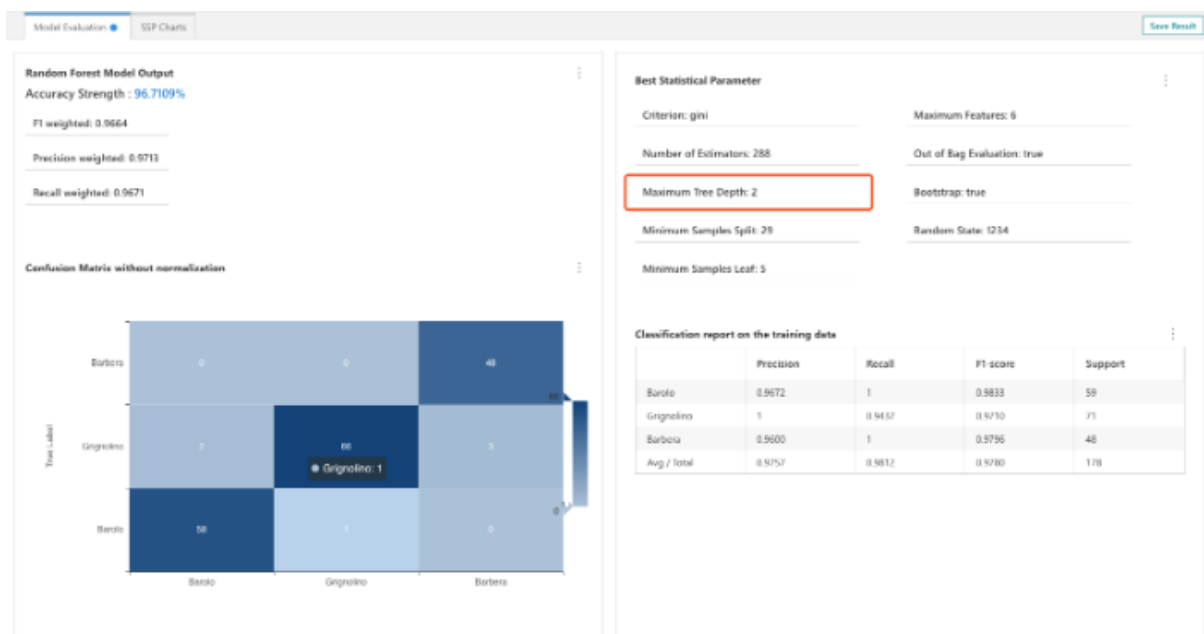 Model Evaluation
SSP Charts
Save Result
Random Forest Model Output
Accuracy Strength : 96.7109%
F1 weighted: 0.9664
Precision weighted: 0.9713
Recall weighted: 0.9671
Best Statistical Parameter
Criterion: gini
Maximum Features: 6
Number of Estimators: 288
Out of Bag Evaluation: true
Maximum Tree Depth: 2
Bootstrap: true
Minimum Samples Split: 29
Random State: 1234
Minimum Samples Leaf: 5
Confusion Matrix without normalization
Barbera 0 0 48
True Label
Grignolino 2 66 3
Grignolino: 1
Barolo 58 1 0
0
Barolo Grignolino Barbera
Classification report on the training data
Precision Recall F1-score Support
Barolo 0.9672 1 0.9833 59
Grignolino 1 0.9437 0.9710 71
Barbera 0.9600 1 0.9796 48
Avg / Total 0.9757 0.9812 0.9780 178